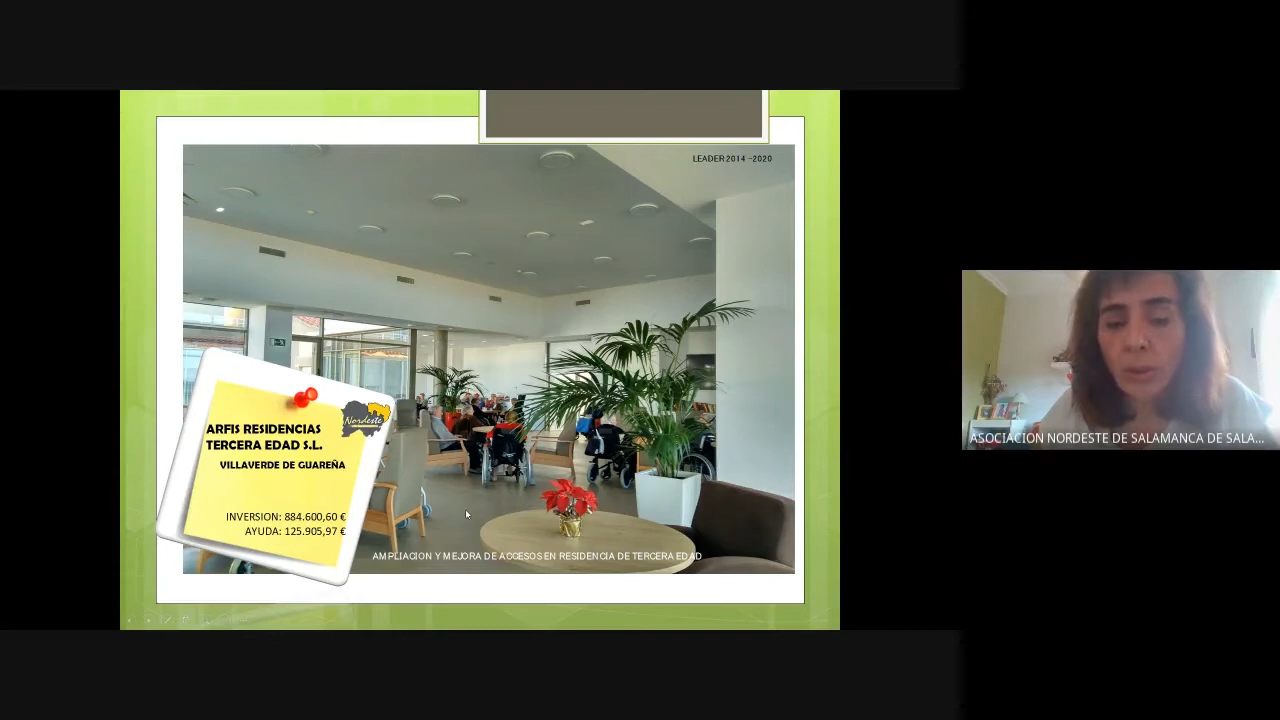 LEADER 2014 -2020
Nordeste
ARFIS RESIDENCIAS
TERCERA EDAD S.L.
VILLAVERDE DE GUAREÑA
INVERSION: 884.600,60 €
AYUDA: 125.905,97 €
AMPLIACION Y MEJORA DE ACCESOS EN RESIDENCIA DE TERCERA EDAD
ASOCIACION NORDESTE DE SALAMANCA DE SALA...